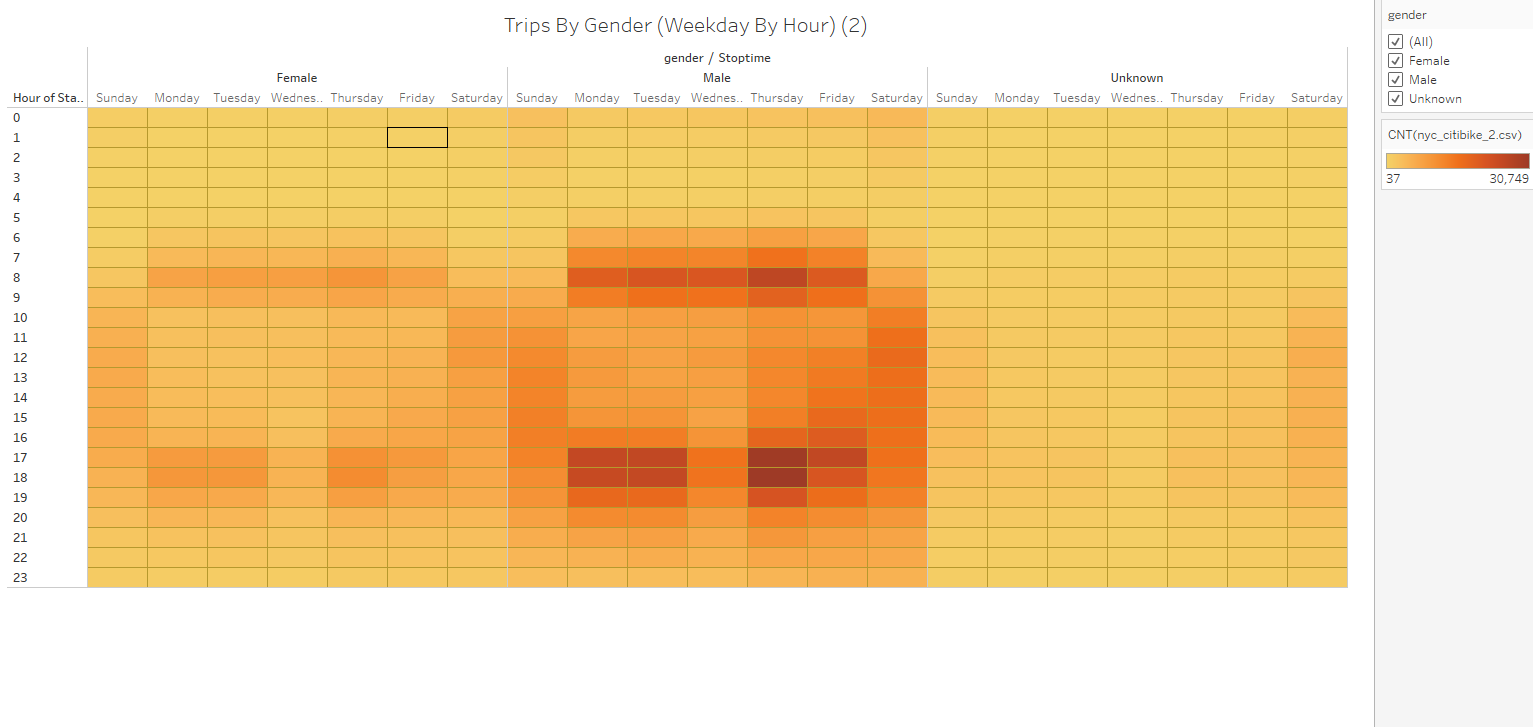 Trips By Gender (Weekday By Hour) (2)
gender / Stoptime
Female Male Unknown
Hour of Sta.. Sunday Monday Tuesday Wednes.. Thursday Friday Saturday Sunday Monday Tuesday Wednes.. Thursday Friday Saturday Sunday Monday Tuesday Wednes.. Thursday Friday Saturday
0
1
2
3
4
5
6
7
8
9
10
11
12
13
14
15
16
17
18
19
20
21
22
23
gender
(All)
Female
Male
Unknown
CNT(nyc_citibike_2.csv)
37 30,749